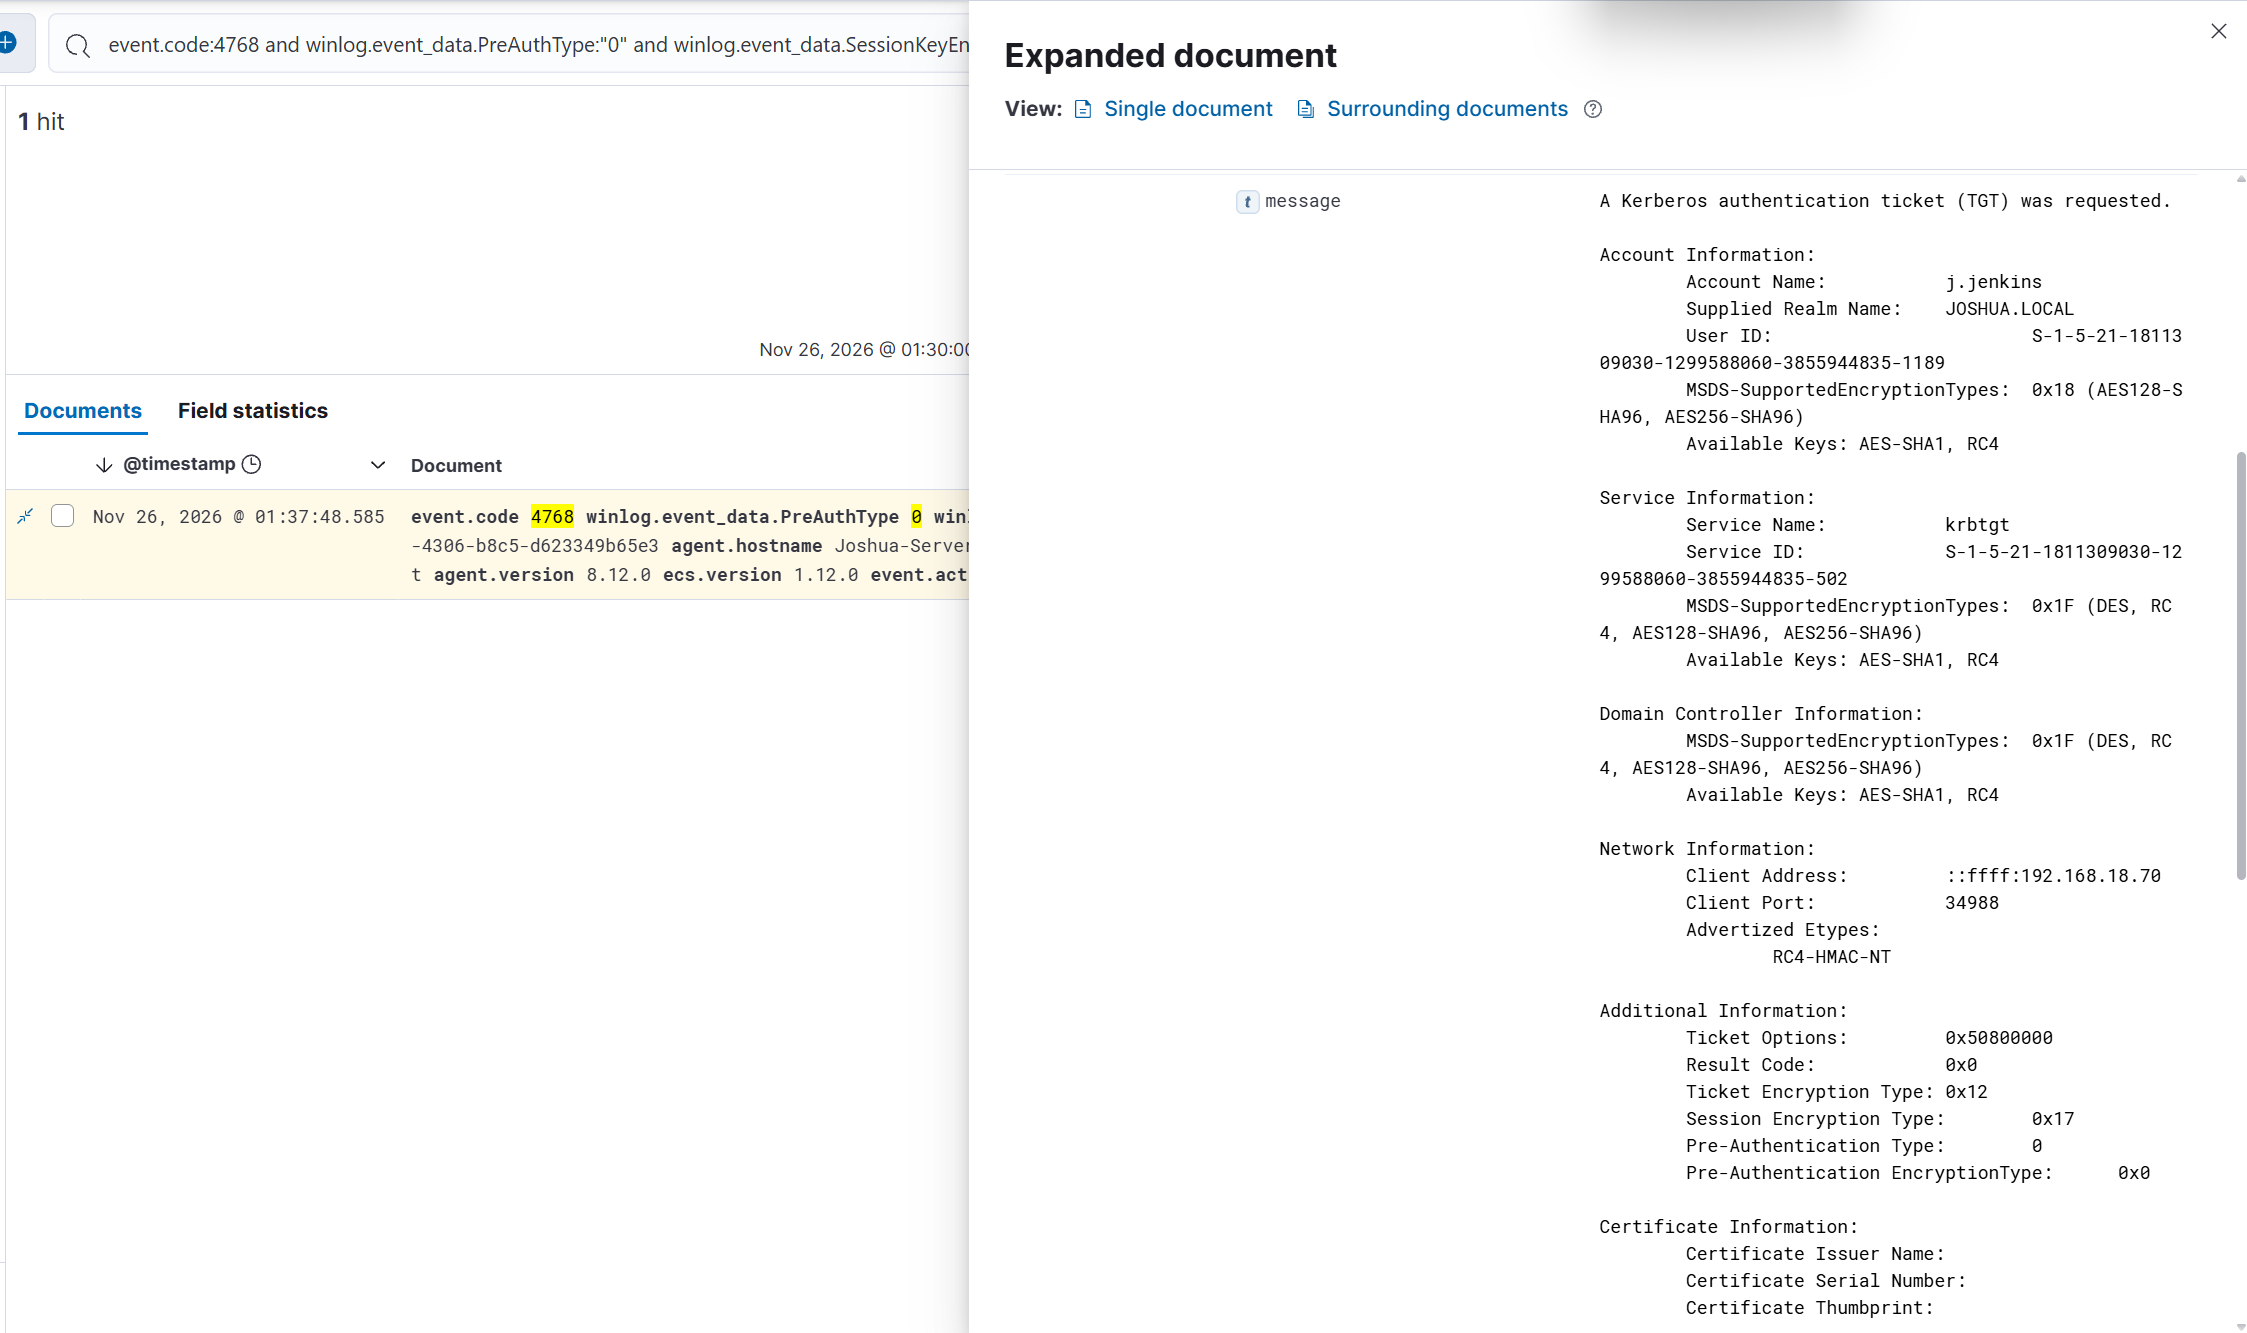 event.code:4768 and winlog.event_data.PreAuthType:"0" and winlog.event_data.SessionKeyEn
1 hit
Nov 26, 2026 @ 01:30:00
Documents
Field statistics
@timestamp
Document
Nov 26, 2026 @ 01:37:48.585
event.code 4768 winlog.event_data.PreAuthType 0 winl
-4306-b8c5-d623349b65e3 agent.hostname Joshua-Server
t agent.version 8.12.0 ecs.version 1.12.0 event.act
Expanded document
View: Single document Surrounding documents
t message
A Kerberos authentication ticket (TGT) was requested.
Account Information:
Account Name: j.jenkins
Supplied Realm Name: JOSHUA.LOCAL
User ID: S-1-5-21-18113
09030-1299588060-3855944835-1189
MSDS-SupportedEncryptionTypes: 0x18 (AES128-S
HA96, AES256-SHA96)
Available Keys: AES-SHA1, RC4
Service Information:
Service Name: krbtgt
Service ID: S-1-5-21-1811309030-12
99588060-3855944835-502
MSDS-SupportedEncryptionTypes: 0x1F (DES, RC
4, AES128-SHA96, AES256-SHA96)
Available Keys: AES-SHA1, RC4
Domain Controller Information:
MSDS-SupportedEncryptionTypes: 0x1F (DES, RC
4, AES128-SHA96, AES256-SHA96)
Available Keys: AES-SHA1, RC4
Network Information:
Client Address: ::ffff:192.168.18.70
Client Port: 34988
Advertized Etypes:
RC4-HMAC-NT
Additional Information:
Ticket Options: 0x50800000
Result Code: 0x0
Ticket Encryption Type: 0x12
Session Encryption Type: 0x17
Pre-Authentication Type: 0
Pre-Authentication EncryptionType: 0x0
Certificate Information:
Certificate Issuer Name:
Certificate Serial Number:
Certificate Thumbprint: